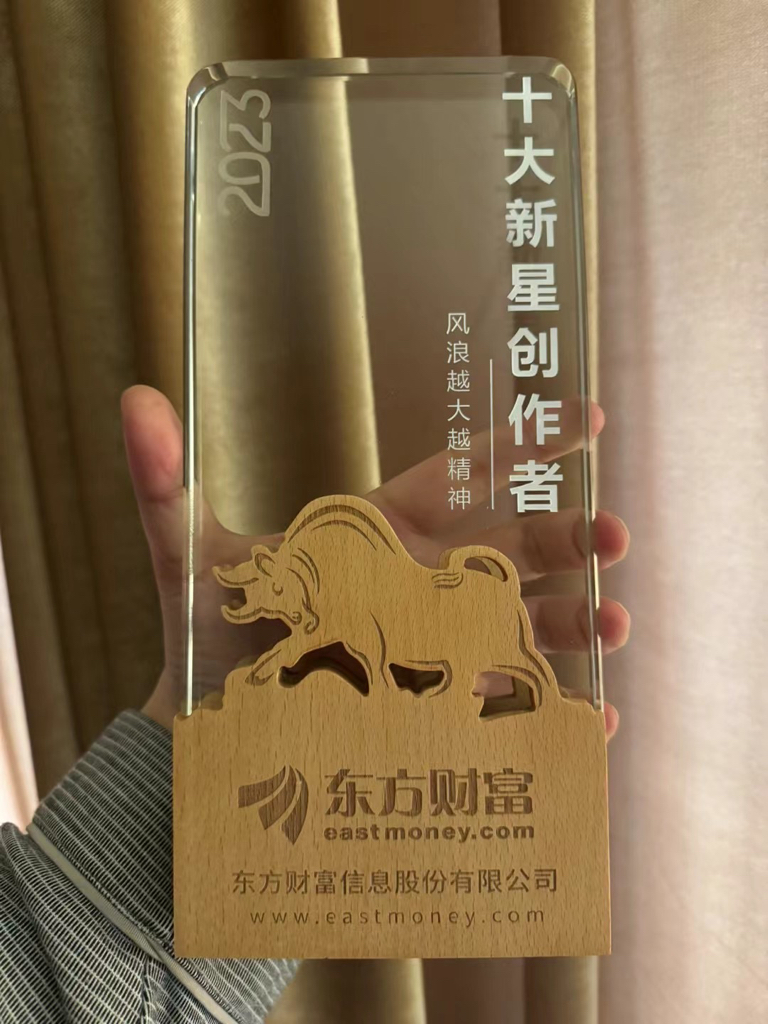 2023
十大新星创作者
风浪越大越精神
东方财富
eastmoney.com
东方财富信息股份有限公司
www.eastmoney.com